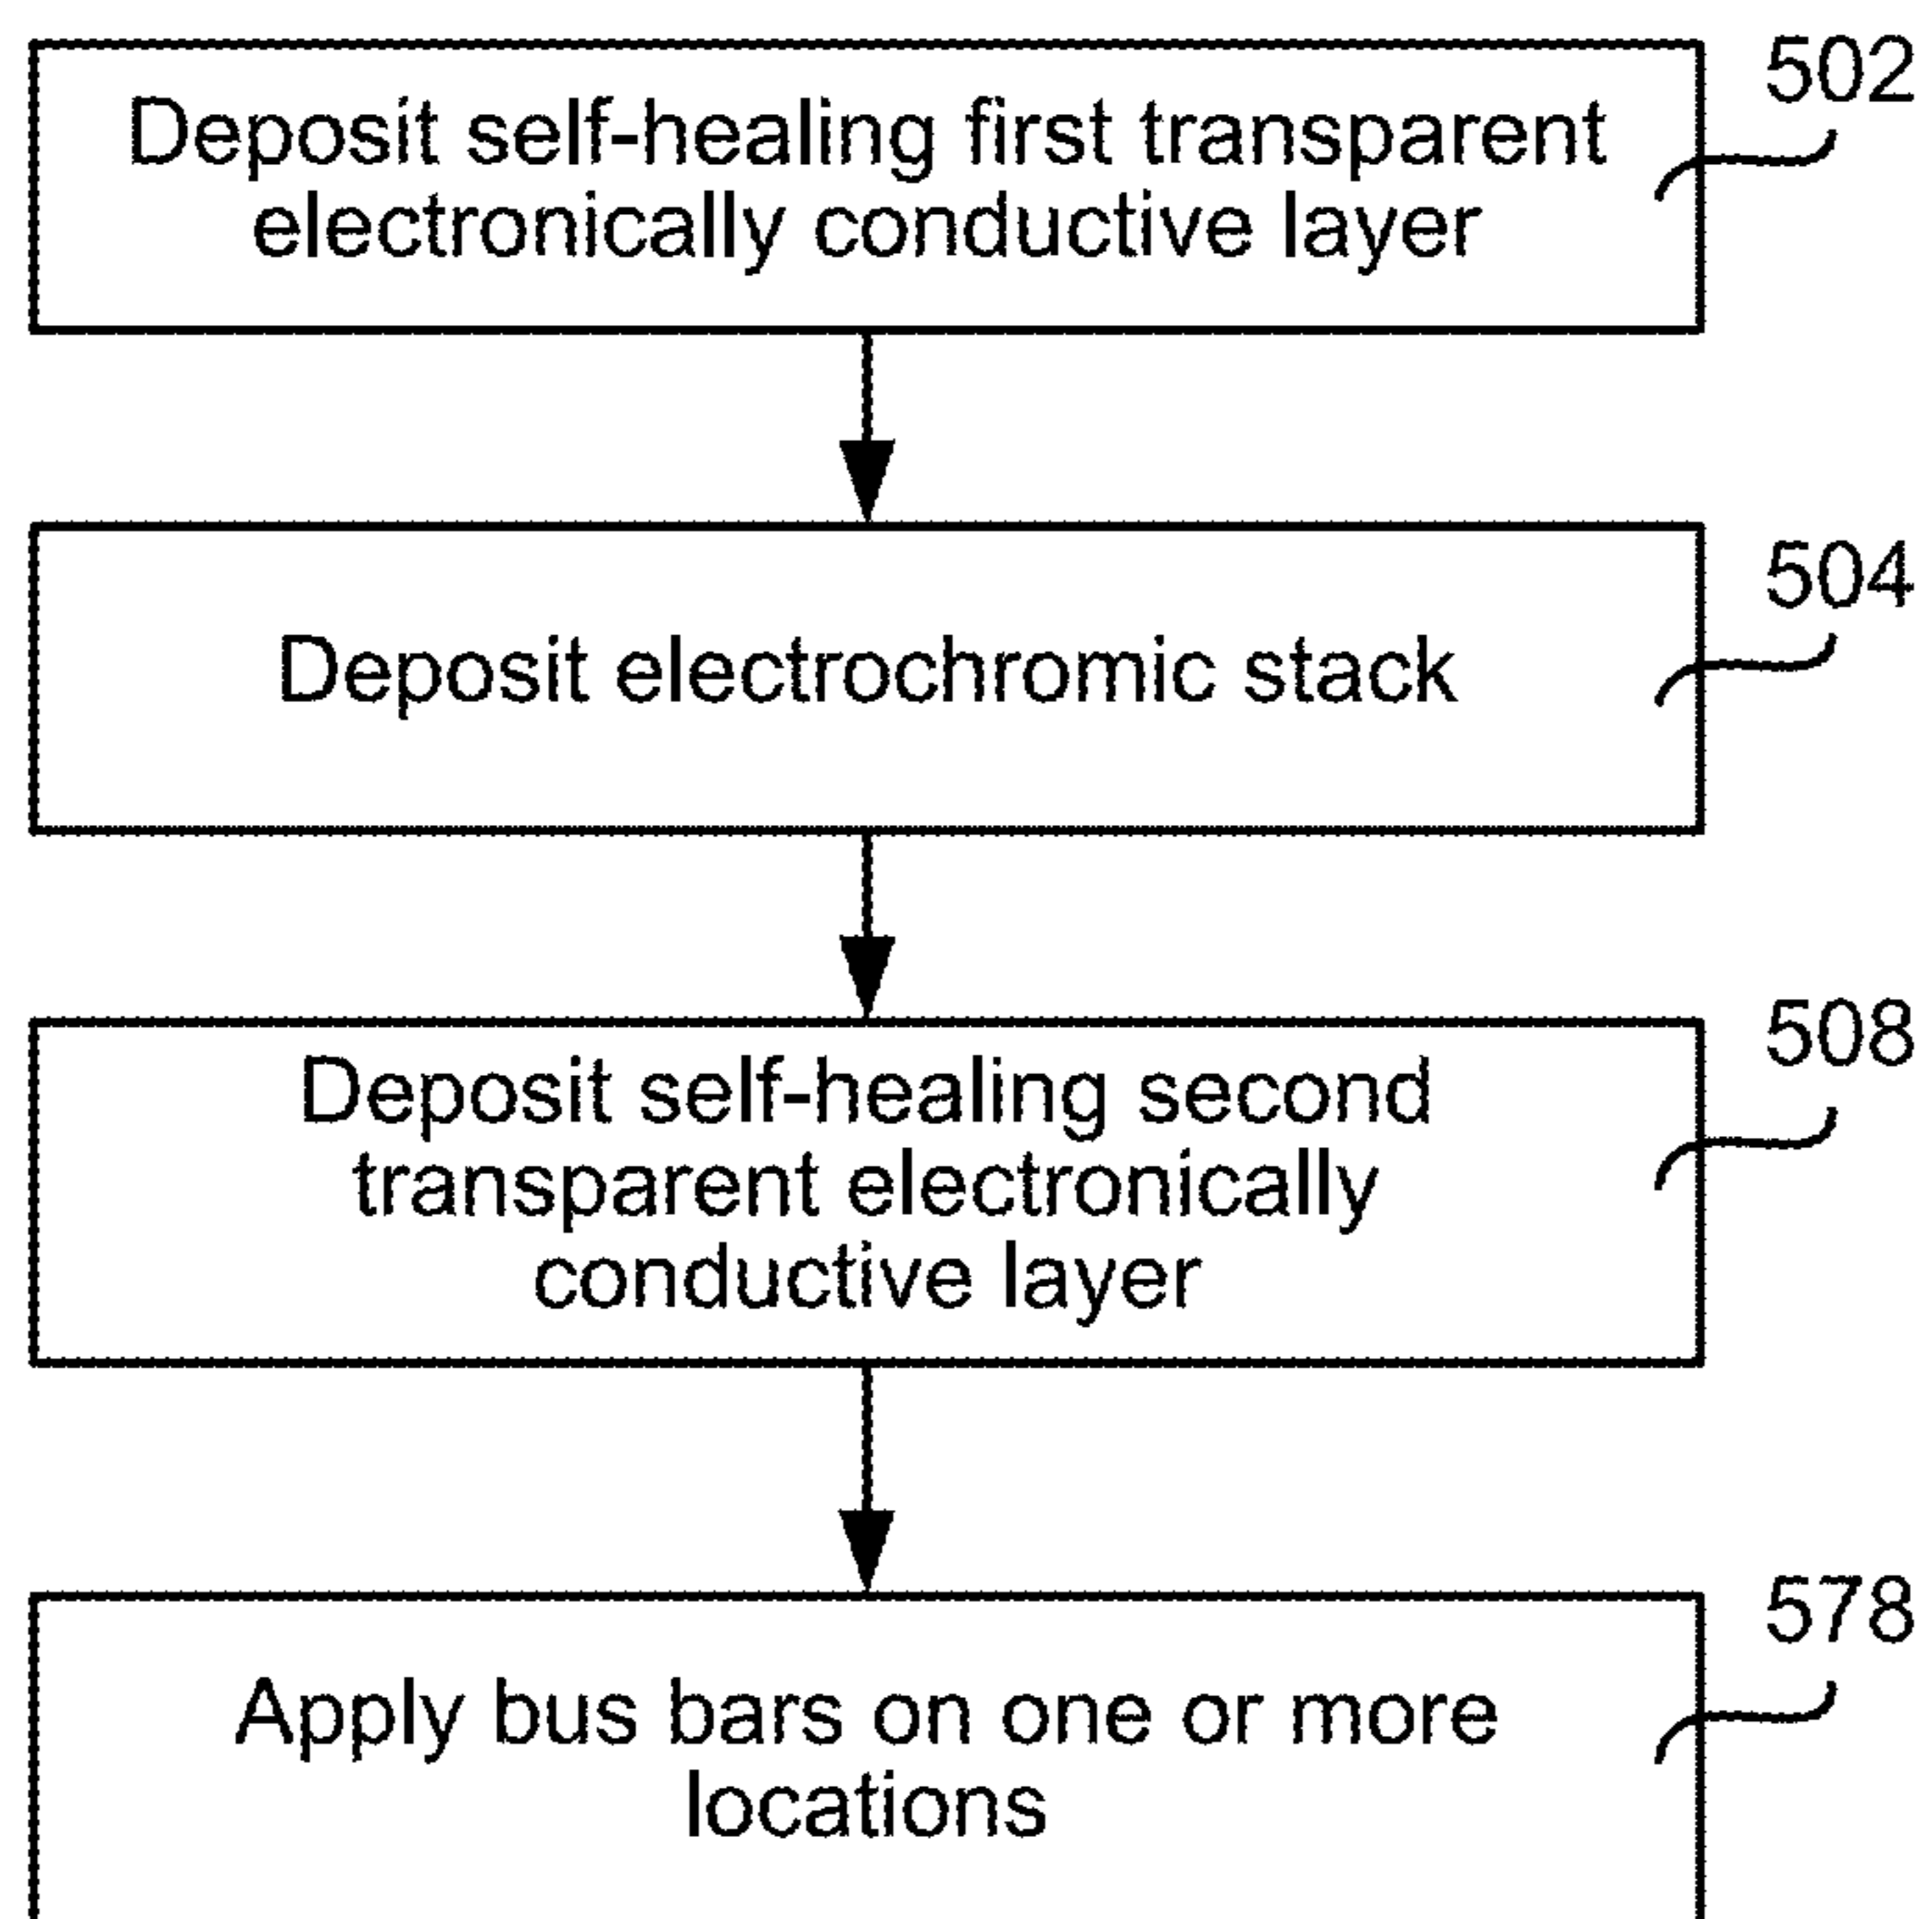 502
Deposit self-healing first transparent
electronically conductive layer
504
Deposit electrochromic stack
508
Deposit self-healing second
transparent electronically
conductive layer
578
Apply bus bars on one or more
locations